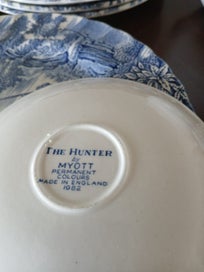 THE HUNTER
by
MYOTT
PERMANENT
COLOURS
MADE IN ENGLAND
1982